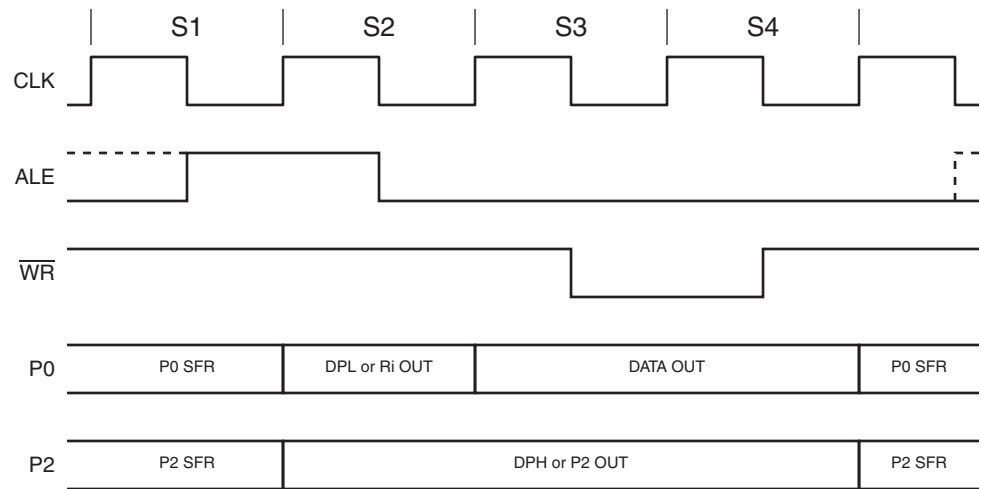 S1 S2 S3 S4
CLK
ALE
WR
P0 P0 SFR DPL or Ri OUT DATA OUT P0 SFR
P2 P2 SFR DPH or P2 OUT P2 SFR